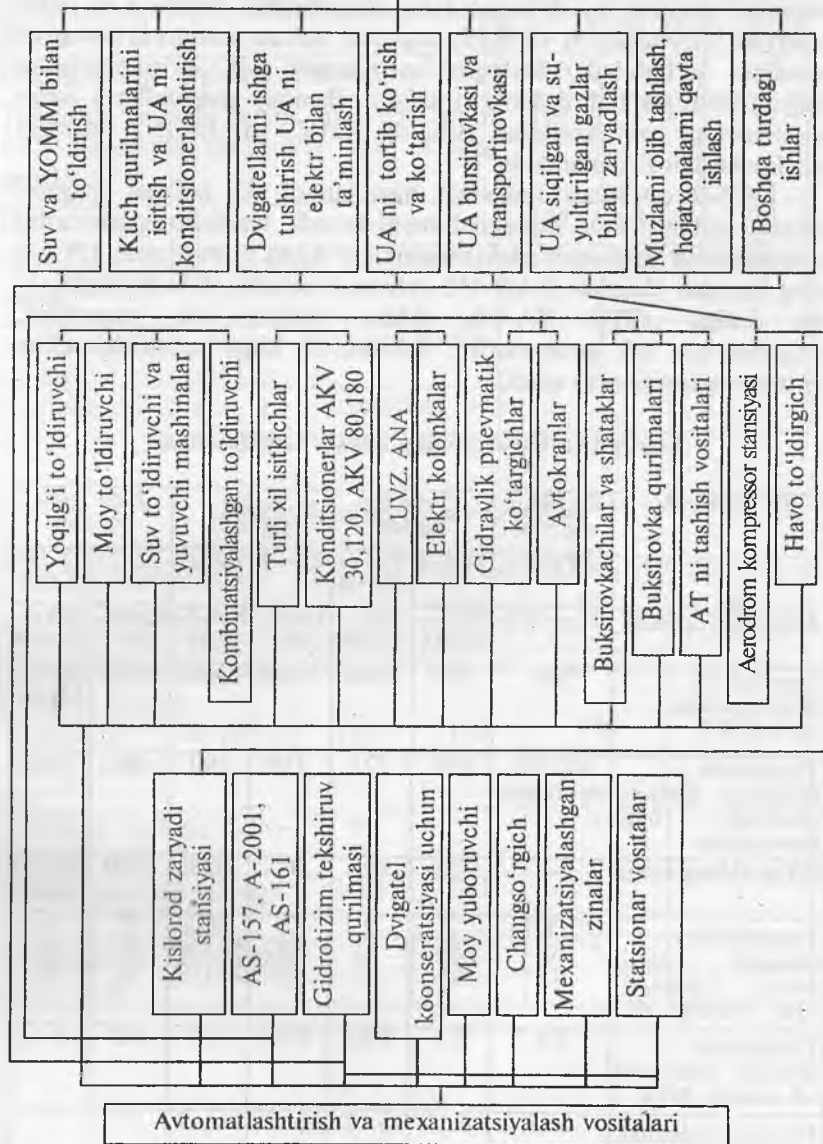 Suv va YOMM bilan
to'ldirish
Kuch qurilmalarini
isitish va UA ni
konditsionerlashtirish
Dvigatellarni ishga
tushirish UA ni
elektr bilan
ta'minlash
UA ni tortib ko'rish
va ko'tarish
UA bursirovkasi va
transportirovkasi
UA siqilgan va su-
yultirilgan gazlar
bilan zaryadlash
Muzlarni olib tashlash,
hojatxonalarni qayta
ishlash
Boshqa turdagi
ishlar
Yoqilg'i to'ldiruvchi
Moy to'ldiruvchi
Suv to'ldiruvchi va
yuvuvchi mashinalar
Kombinatsiyalashgan to'ldiruvchi
Turli xil isitkichlar
Konditsionerlar AKV
30,120, AKV-80,180
UVZ. ANA
Elektr kolonkalar
Gidravlik pnevmatik
ko'targichlar
Avtokranlar
Buksirovkachilar va shataklar
Buksirovka qurilmalari
AT ni tashish vositalari
Aerodrom kompressor stansiyasi
Havo to'ldirgich
Kislorod zaryadi
stansiyasi
AS-157, A-2001,
AS-161
Gidrotizim tekshiruv
qurilmasi
Dvigatel,
koonseratsiyasi uchun
Moy yuboruvchi
Changso'rgich
Mexanizatsiyalashgan
zinalar
Statsionar vositalar
Avtomatlashtirish va mexanizatsiyalash vositalari